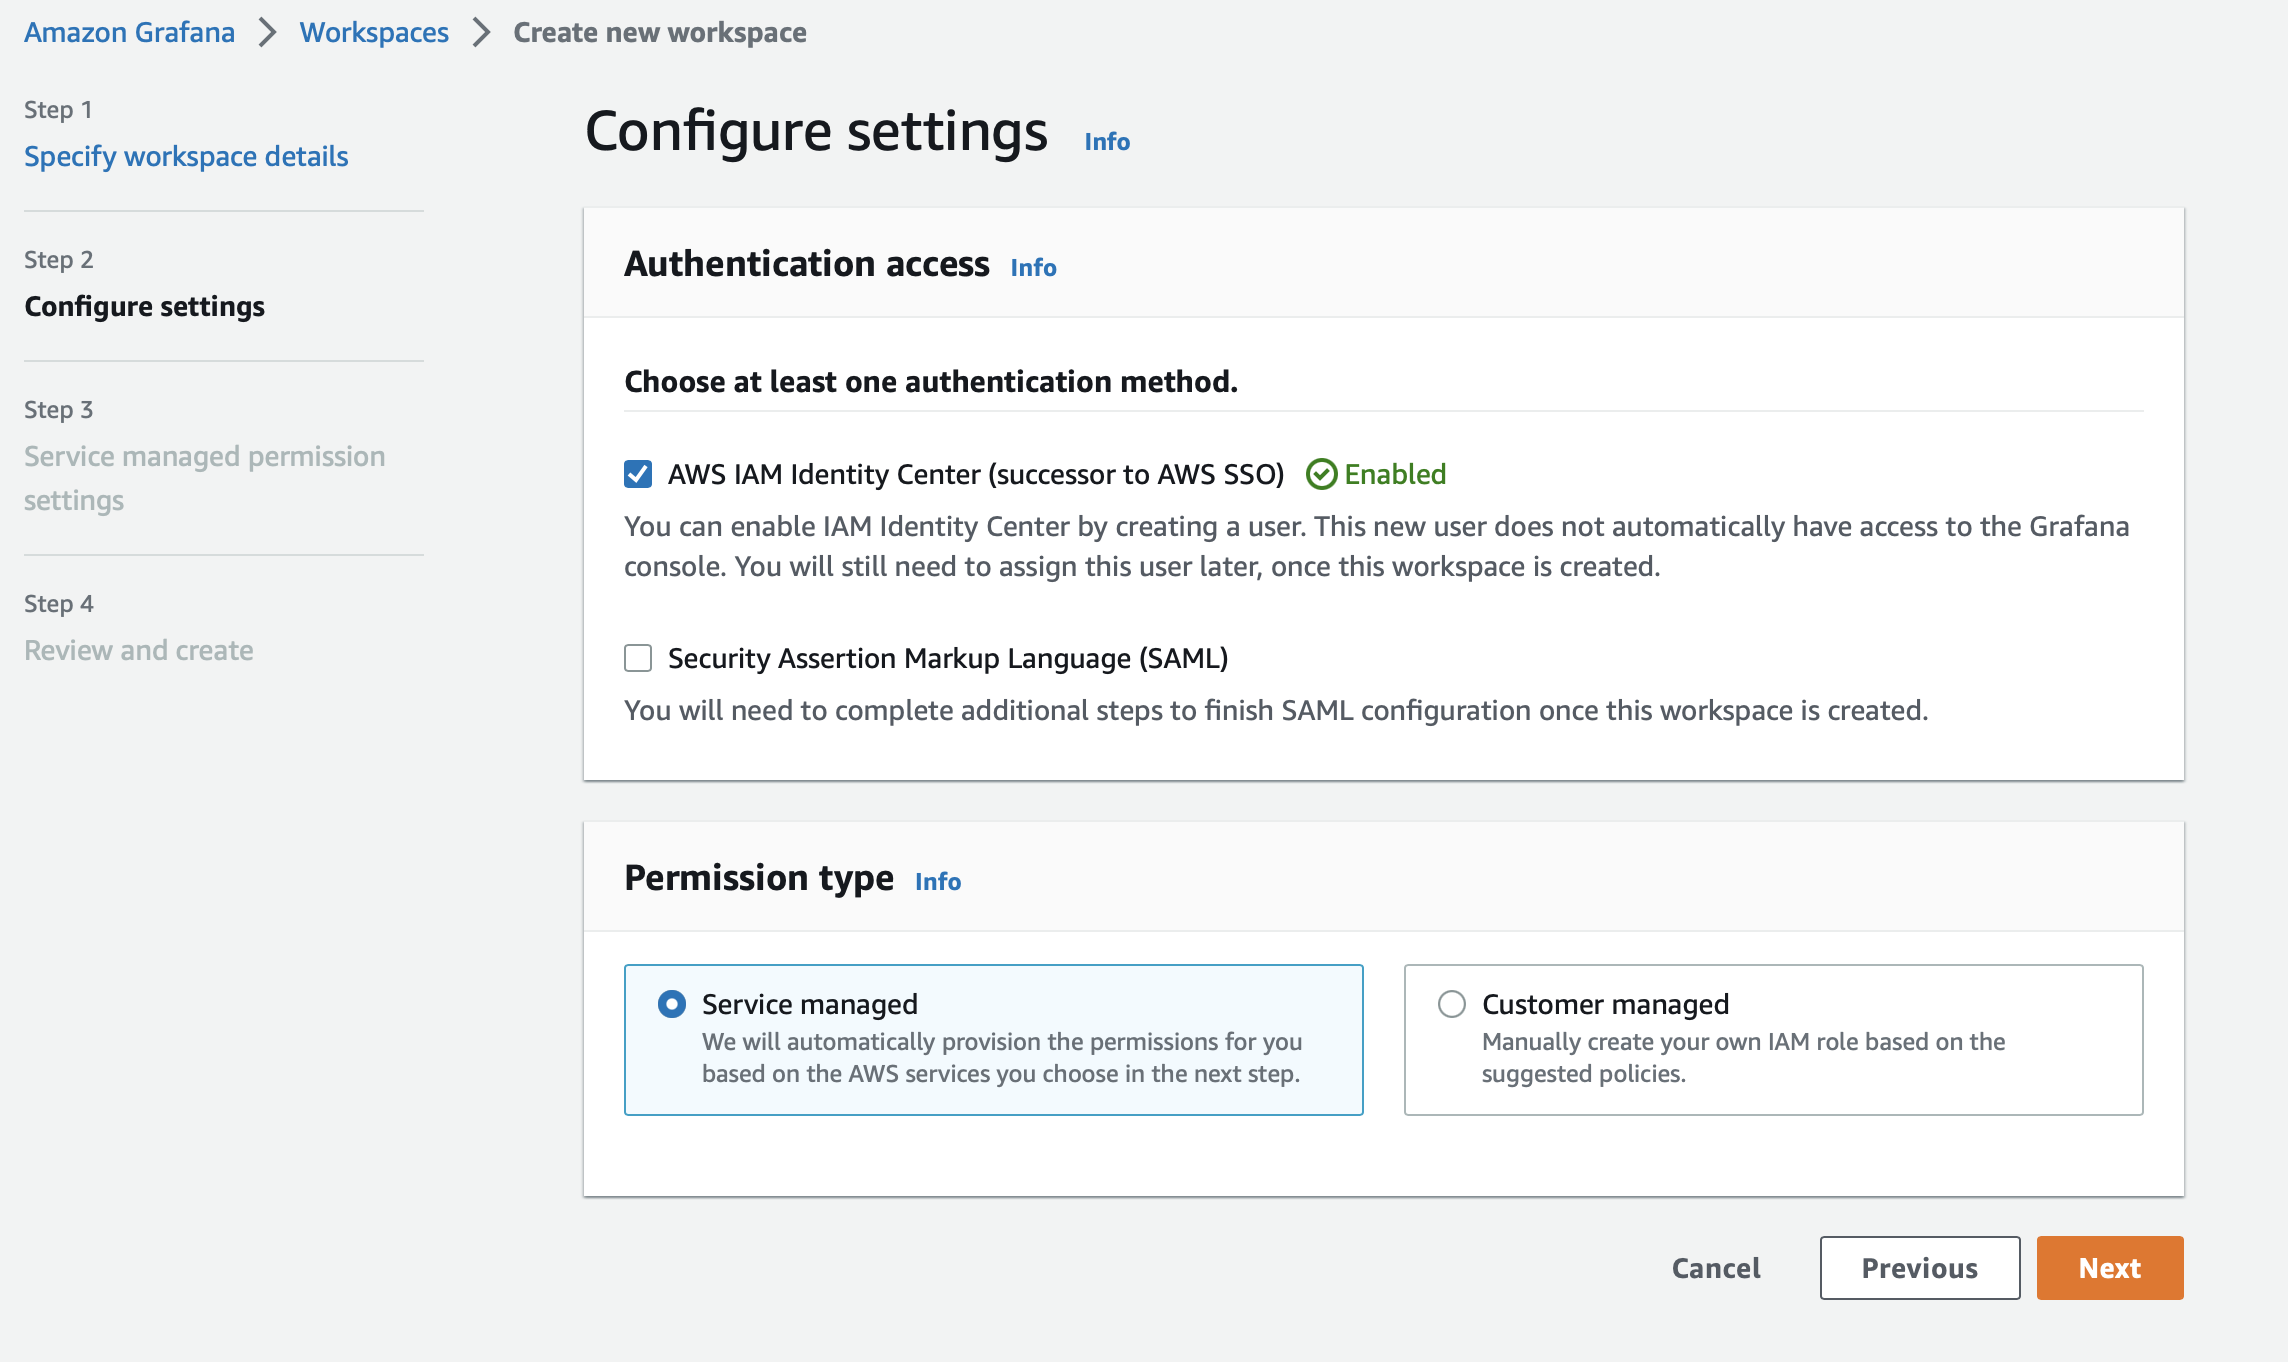 Amazon Grafana > Workspaces > Create new workspace
Step 1
Specify workspace details
Step 2
Configure settings
Step 3
Service managed permission
settings
Step 4
Review and create
Configure settings Info
Authentication access Info
Choose at least one authentication method.
AWS IAM Identity Center (successor to AWS SSO) Enabled
You can enable IAM Identity Center by creating a user. This new user does not automatically have access to the Grafana
console. You will still need to assign this user later, once this workspace is created.
Security Assertion Markup Language (SAML)
You will need to complete additional steps to finish SAML configuration once this workspace is created.
Permission type Info
Service managed
We will automatically provision the permissions for you
based on the AWS services you choose in the next step.
Customer managed
Manually create your own IAM role based on the
suggested policies.
Cancel Previous Next